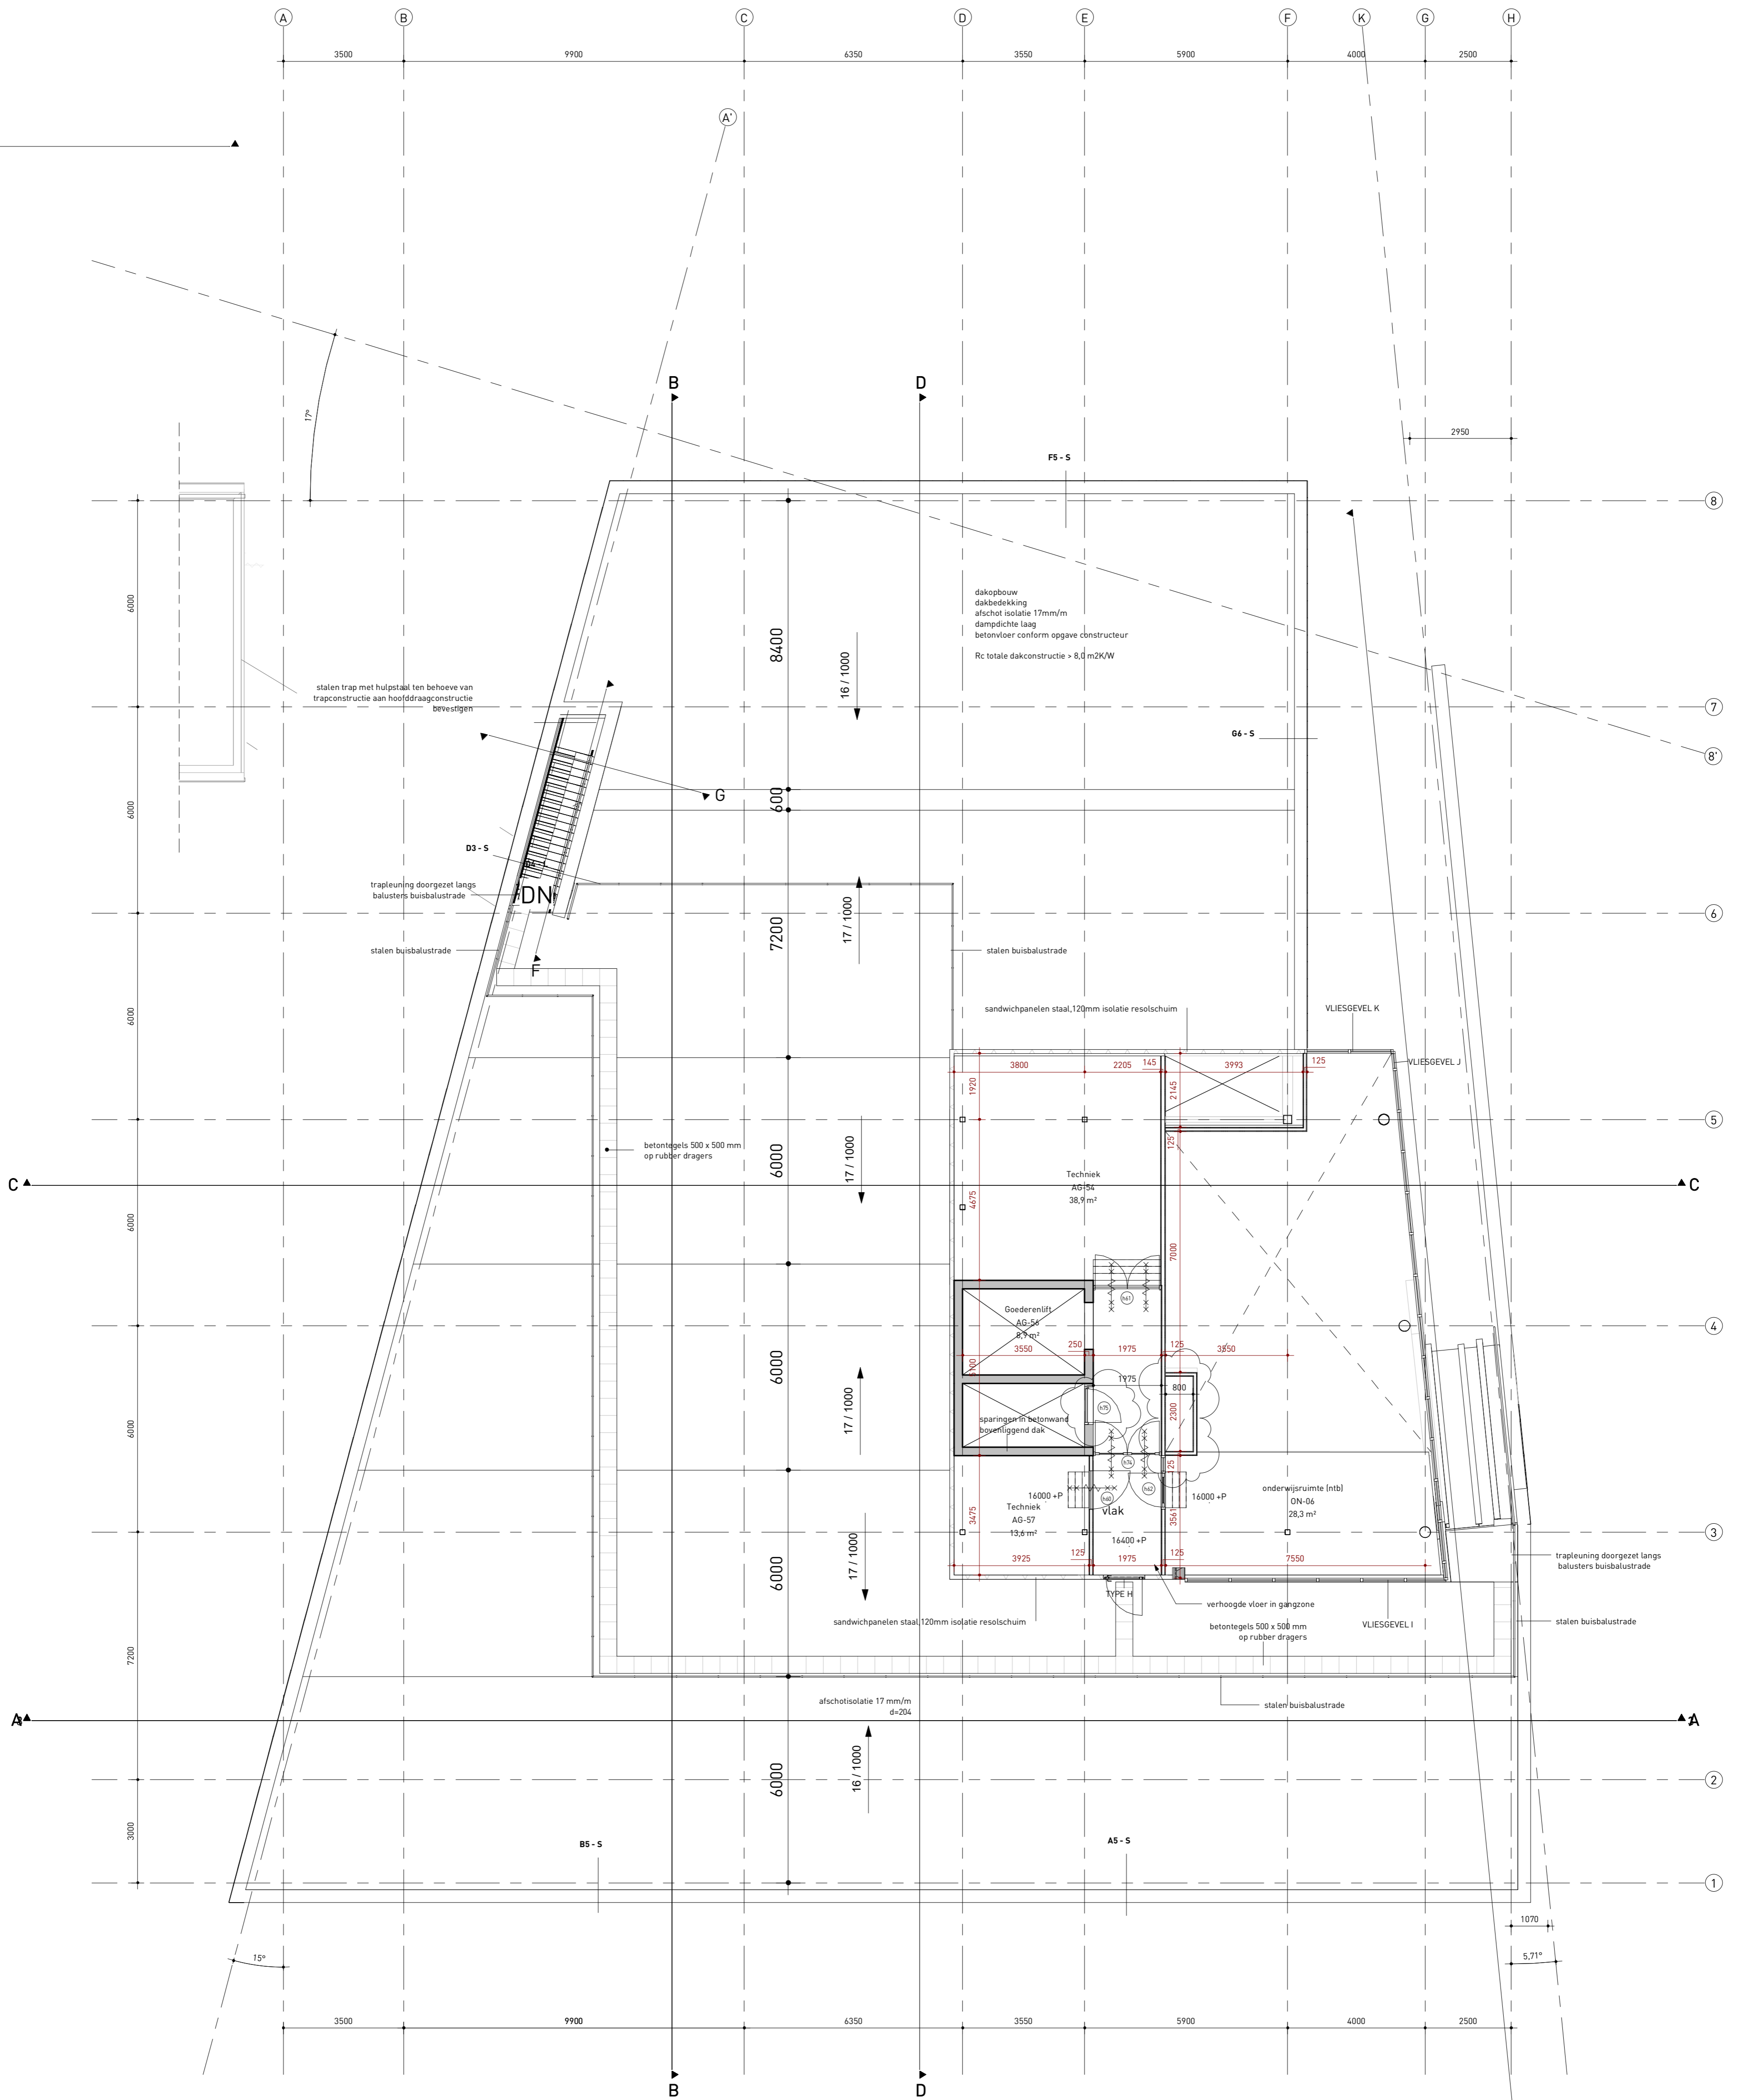 A
B
C
D
E
F
K
G
H
3500
9900
6350
3550
5900
4000
2500
A'
17°
B
D
2950
F5 - S
8
6000
dakopbouw
dakbedekking
afschot isolatie 17mm/m
dampdichte laag
betonvloer conform opgave constructeur
Rc totale dakconstructie > 8,0 m2K/W
8400
16 / 1000
stalen trap met hulpstaal ten behoeve van
trapconstructie aan hoofddraagconstructie
bevestigen
7
G6 - S
8'
G
600
6000
D3 - S
trapleuning doorgezet langs
balusters buisbalustrade
DN
6
7200
17 / 1000
stalen buisbalustrade
stalen buisbalustrade
F
6000
sandwichpanelen staal,120mm isolatie resolschuim
VLIESGEVEL K
VLIESGEVEL J
3800
2205
145
3993
125
1920
2145
5
125
betontegels 500 x 500 mm
op rubber dragers
6000
17 / 1000
Techniek
AG-54
38,9 m²
C
C
4675
6000
7000
h61
Goederenlift
AG-56
8,9 m²
4
3550
250
1975
125
3550
5100
6000
17 / 1000
1975
800
h75
2300
sparingen in betonwand
bovenliggend dak
6000
h74
125
h62
h60
onderwijsruimte (ntb)
ON-06
28,3 m²
16000 +P
16000 +P
vlak
Techniek
AG-57
13,6 m²
3475
3561
3
16400 +P
6000
17 / 1000
3925
125
1975
125
7550
trapleuning doorgezet langs
balusters buisbalustrade
TYPE H
verhoogde vloer in gangzone
sandwichpanelen staal,120mm isolatie resolschuim
betontegels 500 x 500 mm
op rubber dragers
VLIESGEVEL I
stalen buisbalustrade
7200
afschotisolatie 17 mm/m
d=204
stalen buisbalustrade
A
A
6000
16 / 1000
2
3000
B5 - S
A5 - S
1
1070
15°
5,71°
3500
9900
6350
3550
5900
4000
2500
B
D